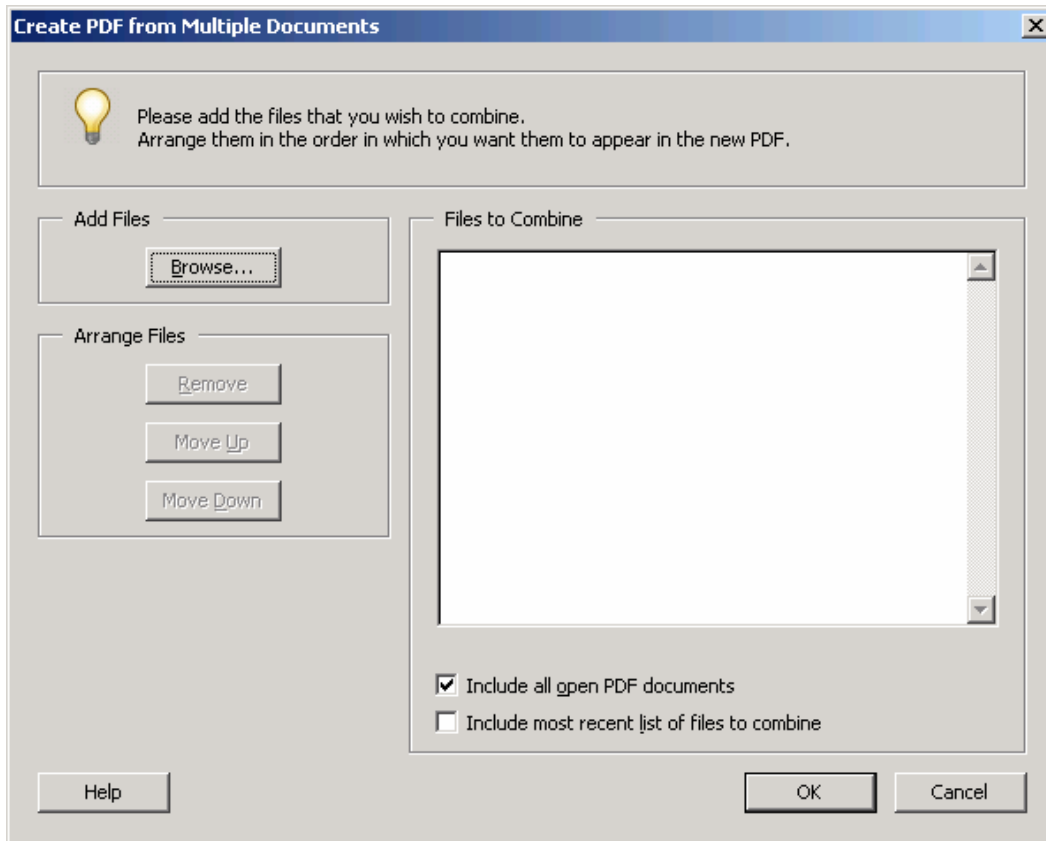 Create PDF from Multiple Documents
Please add the files that you wish to combine.
Arrange them in the order in which you want them to appear in the new PDF.
Add Files
Browse...
Arrange Files
Remove
Move Up
Move Down
Files to Combine
Include all open PDF documents
Include most recent list of files to combine
Help
OK
Cancel